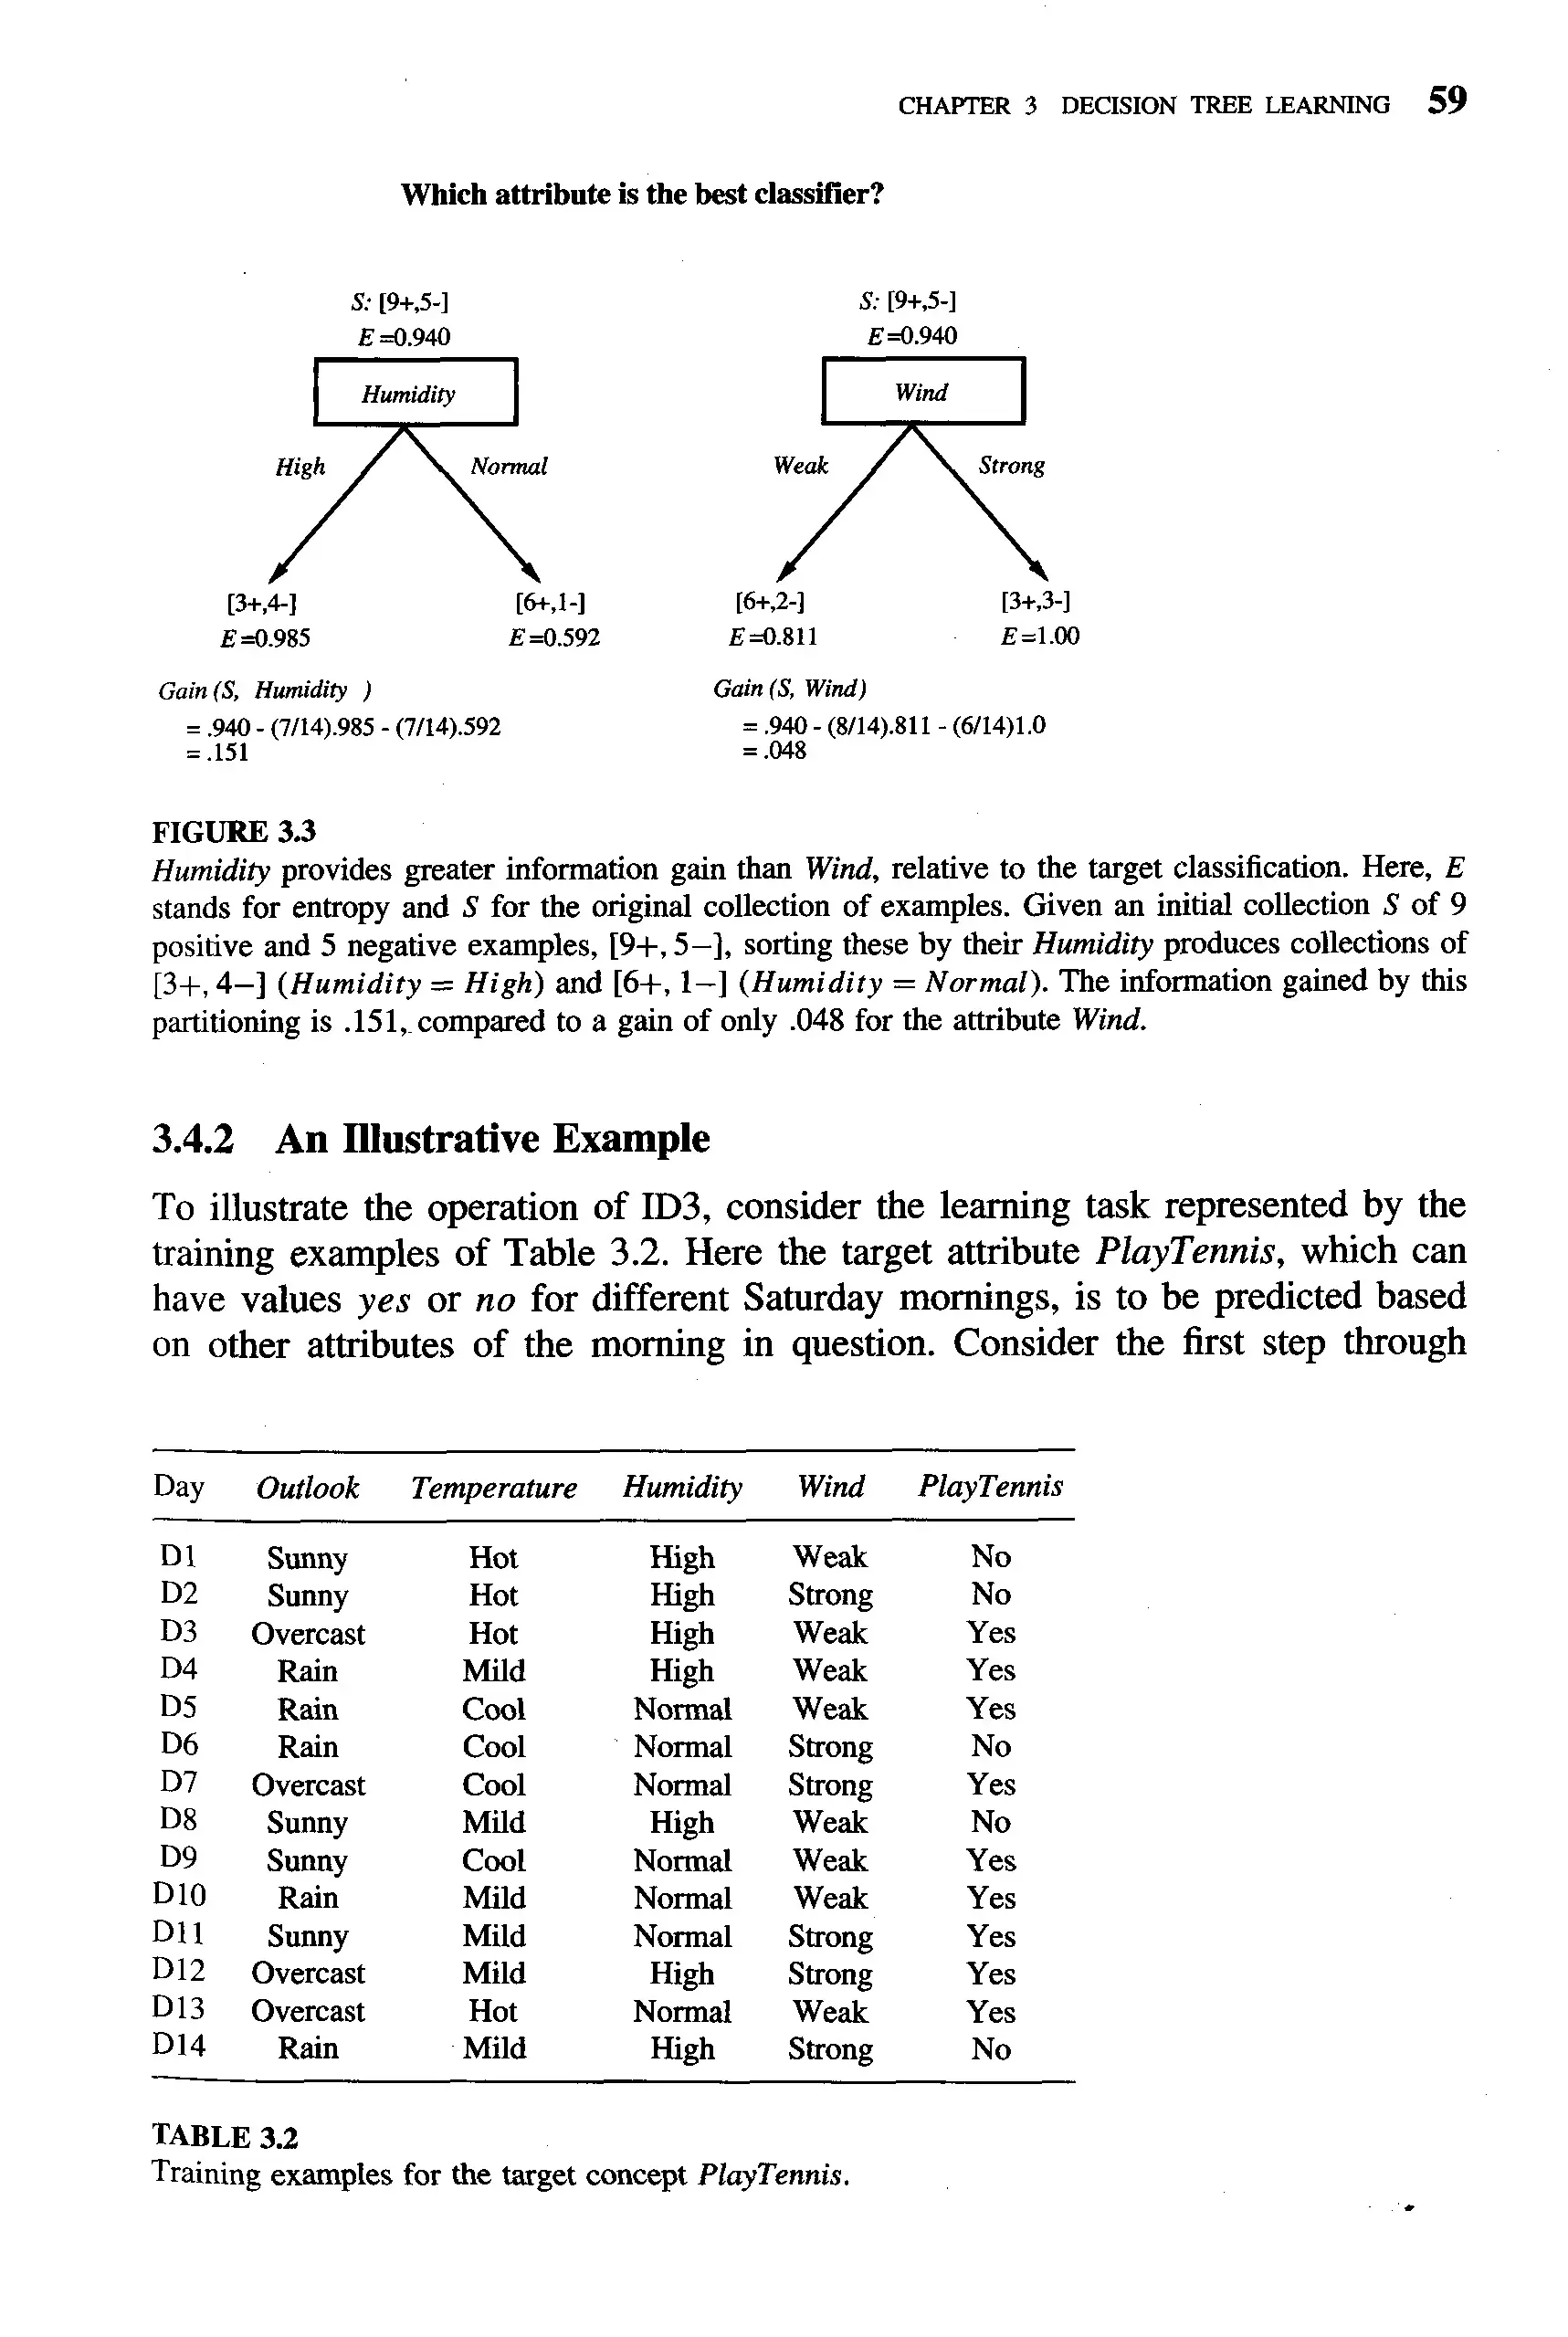 CHAPTER 3 DECISION TREE LEARNING 59
Which attribute is the best classifier?
S: [9+,5-]
E =0.940
Humidity
High
Normal
[3+,4-]
E=0.985
[6+,1-]
E=0.592
Gain (S, Humidity )
= .940 - (7/14).985 - (7/14).592
= .151
S: [9+,5-]
E=0.940
Wind
Weak
Strong
[6+,2-]
E=0.811
[3+,3-]
E=1.00
Gain (S, Wind)
= .940 - (8/14).811 - (6/14)1.0
= .048
FIGURE 3.3
Humidity provides greater information gain than Wind, relative to the target classification. Here, E
stands for entropy and S for the original collection of examples. Given an initial collection S of 9
positive and 5 negative examples, [9+, 5−], sorting these by their Humidity produces collections of
[3+, 4−] (Humidity = High) and [6+, 1−] (Humidity = Normal). The information gained by this
partitioning is .151, compared to a gain of only .048 for the attribute Wind.
3.4.2 An Illustrative Example
To illustrate the operation of ID3, consider the learning task represented by the
training examples of Table 3.2. Here the target attribute PlayTennis, which can
have values yes or no for different Saturday mornings, is to be predicted based
on other attributes of the morning in question. Consider the first step through
Day Outlook Temperature Humidity Wind PlayTennis
D1 Sunny Hot High Weak No
D2 Sunny Hot High Strong No
D3 Overcast Hot High Weak Yes
D4 Rain Mild High Weak Yes
D5 Rain Cool Normal Weak Yes
D6 Rain Cool Normal Strong No
D7 Overcast Cool Normal Strong Yes
D8 Sunny Mild High Weak No
D9 Sunny Cool Normal Weak Yes
D10 Rain Mild Normal Weak Yes
D11 Sunny Mild Normal Strong Yes
D12 Overcast Mild High Strong Yes
D13 Overcast Hot Normal Weak Yes
D14 Rain Mild High Strong No
TABLE 3.2
Training examples for the target concept PlayTennis.